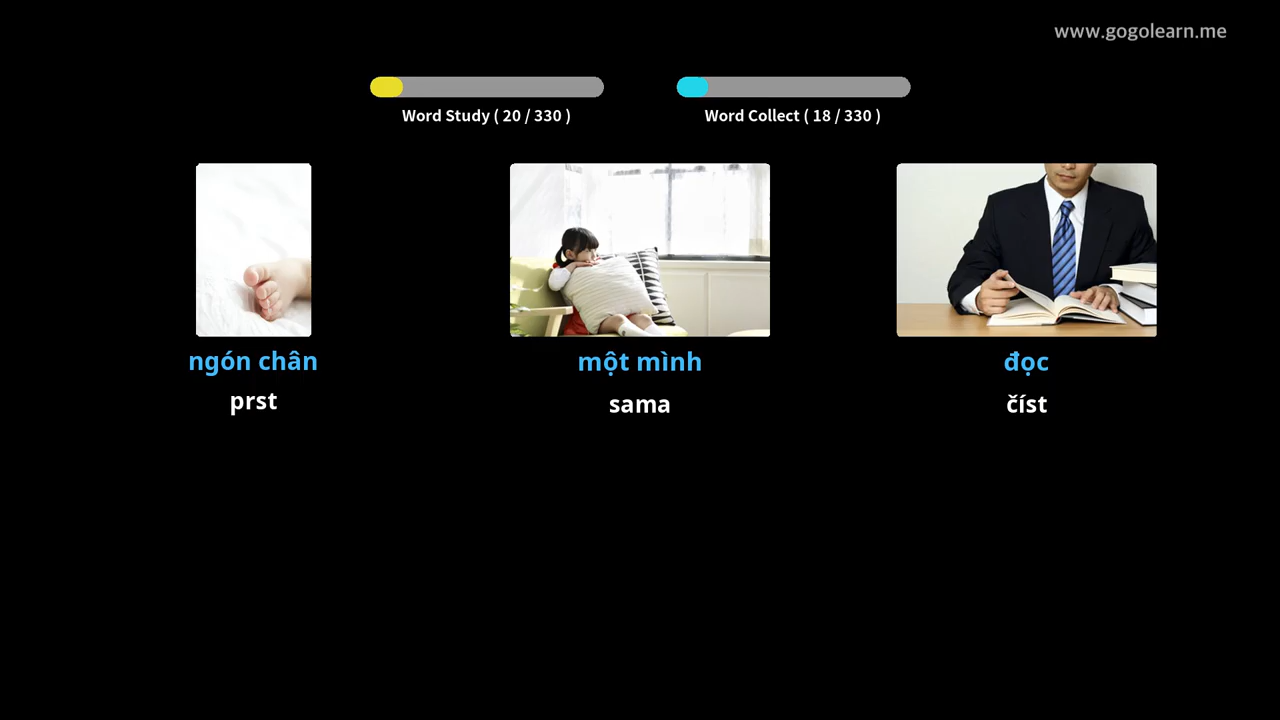 www.gogolearn.me
Word Study ( 20 / 330 )
Word Collect ( 18 / 330 )
ngón chân
prst
một mình
sama
đọc
číst